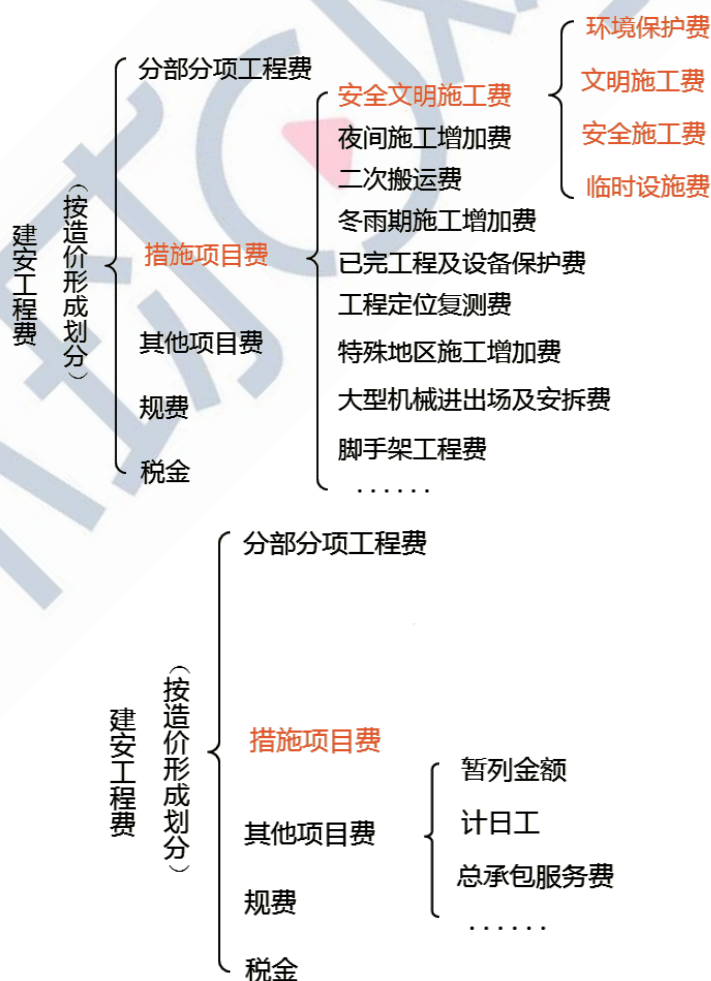 建安工程费
（按造价形成划分）
分部分项工程费
措施项目费
安全文明施工费
环境保护费
文明施工费
安全施工费
临时设施费
夜间施工增加费
二次搬运费
冬雨期施工增加费
已完工程及设备保护费
工程定位复测费
特殊地区施工增加费
大型机械进出场及安拆费
脚手架工程费
......
其他项目费
规费
税金
建安工程费
（按造价形成划分）
分部分项工程费
措施项目费
其他项目费
暂列金额
计日工
总承包服务费
......
规费
税金